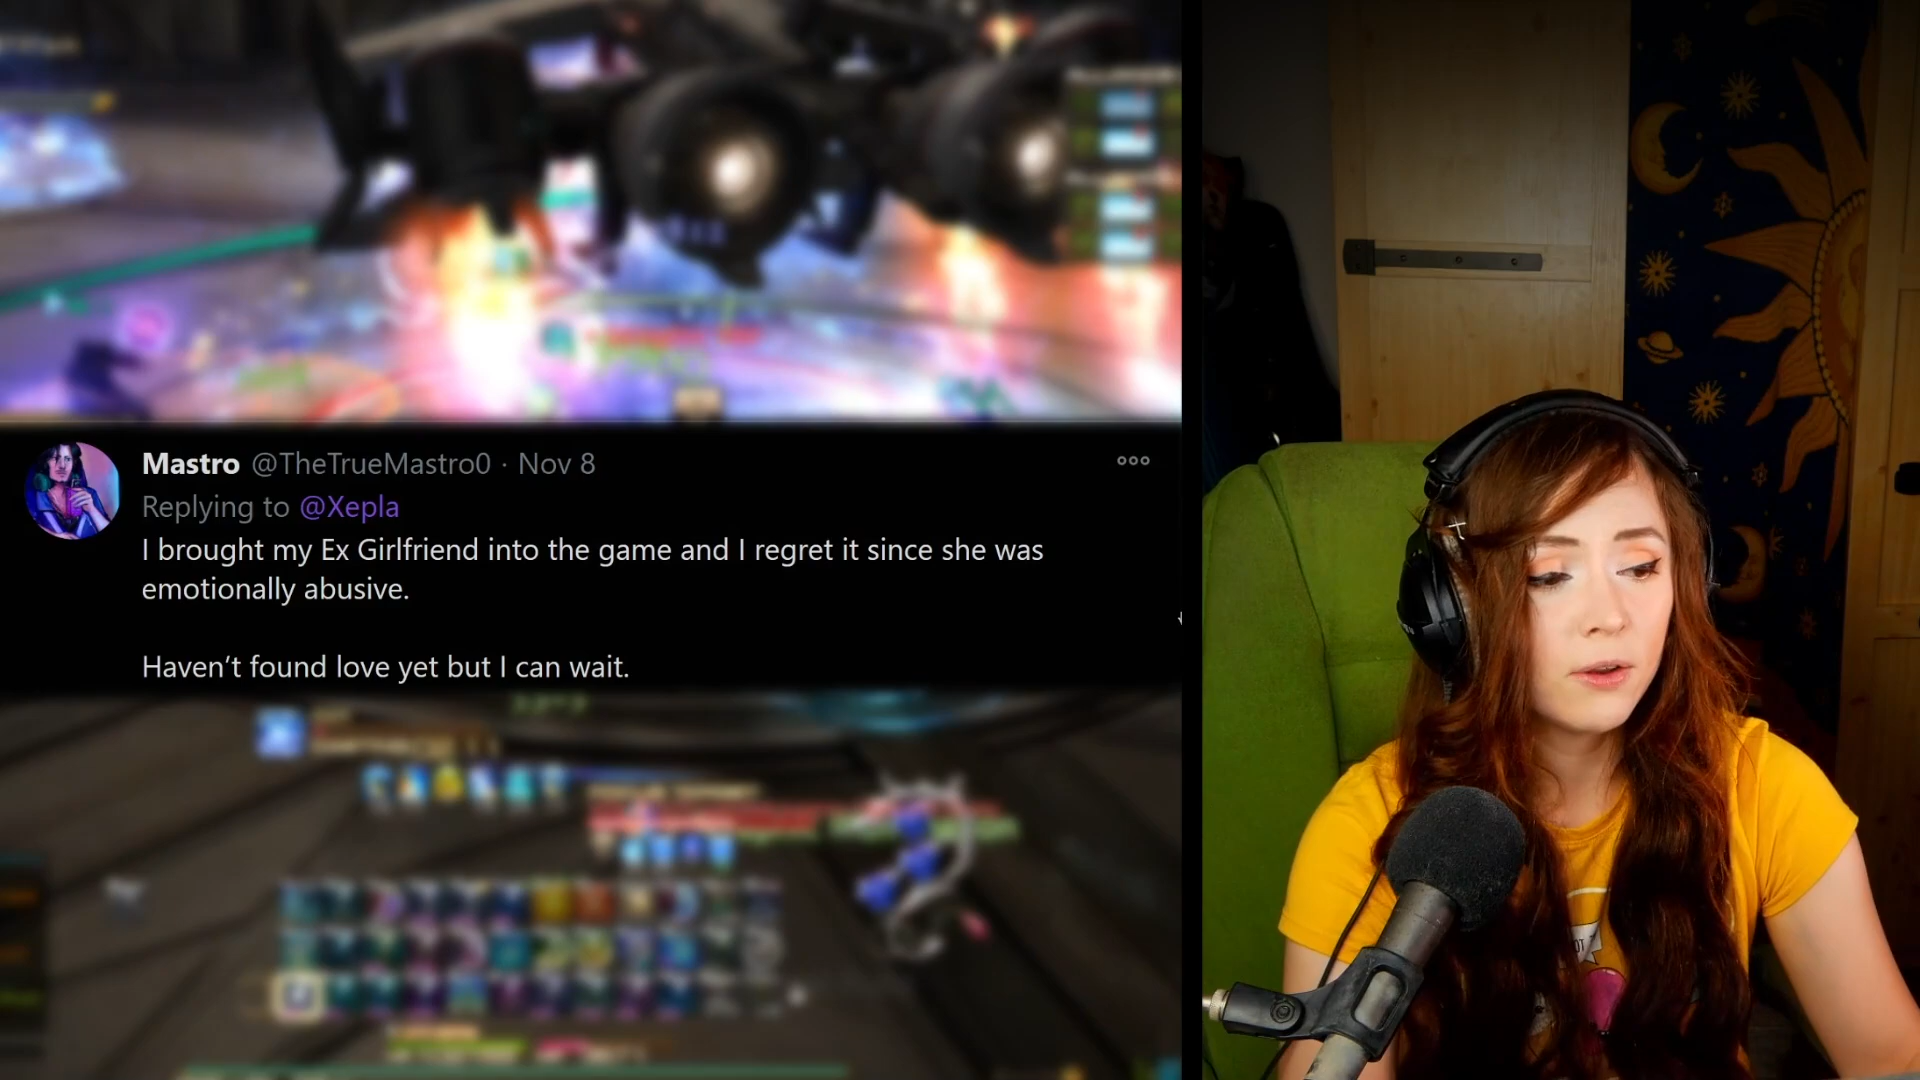 Mastro @TheTrueMastro0 · Nov 8
Replying to @Xepla
I brought my Ex Girlfriend into the game and I regret it since she was
emotionally abusive.
Haven’t found love yet but I can wait.